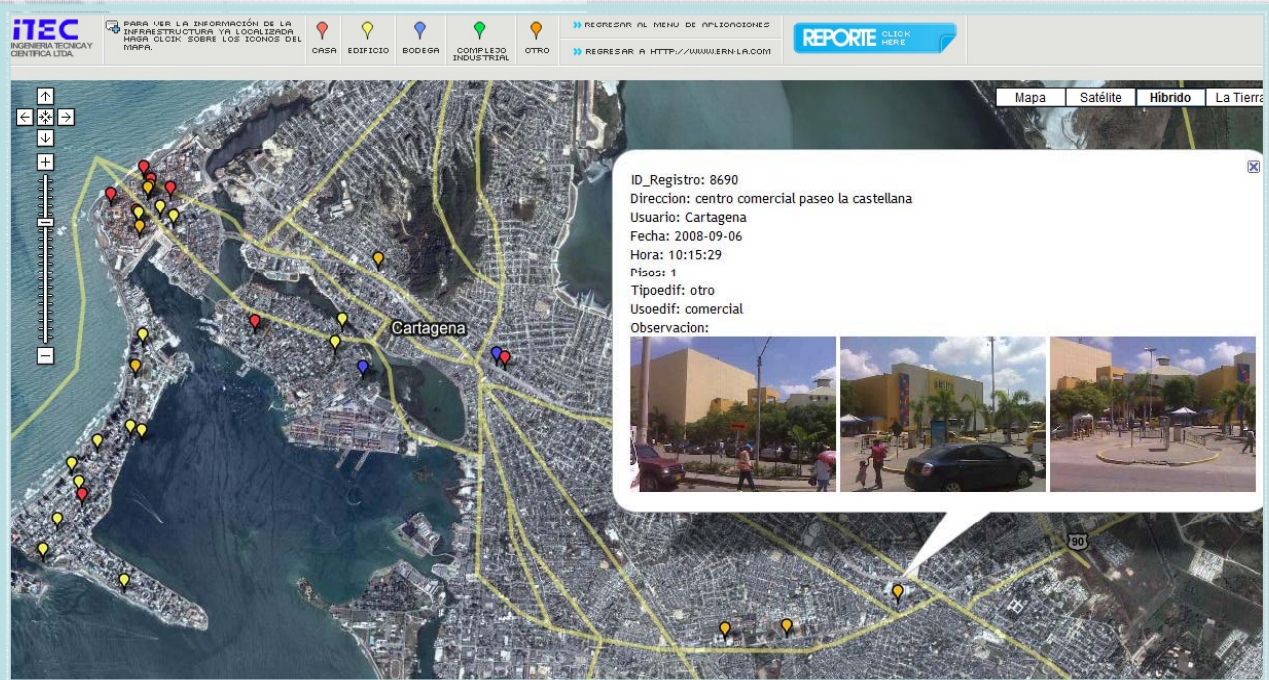 iTEC
INGENIERIA TECNICA Y
CIENTIFICA LTDA.
PARA VER LA INFORMACIÓN DE LA
INFRAESTRUCTURA YA LOCALIZADA
HAGA CLCIK SOBRE LOS ICONOS DEL
MAPA.
CASA
EDIFICIO
BODEGA
COMPLEJO
INDUSTRIAL
OTRO
REGRESAR AL MENU DE APLICACIONES
REGRESAR A HTTP://WWW.ERN-LA.COM
REPORTE CLICK
HERE
Mapa
Satélite
Híbrido
La Tierra
ID_Registro: 8690
Direccion: centro comercial paseo la castellana
Usuario: Cartagena
Fecha: 2008-09-06
Hora: 10:15:29
Pisos: 1
Tipoedif: otro
Usoedif: comercial
Observacion:
Cartagena
90